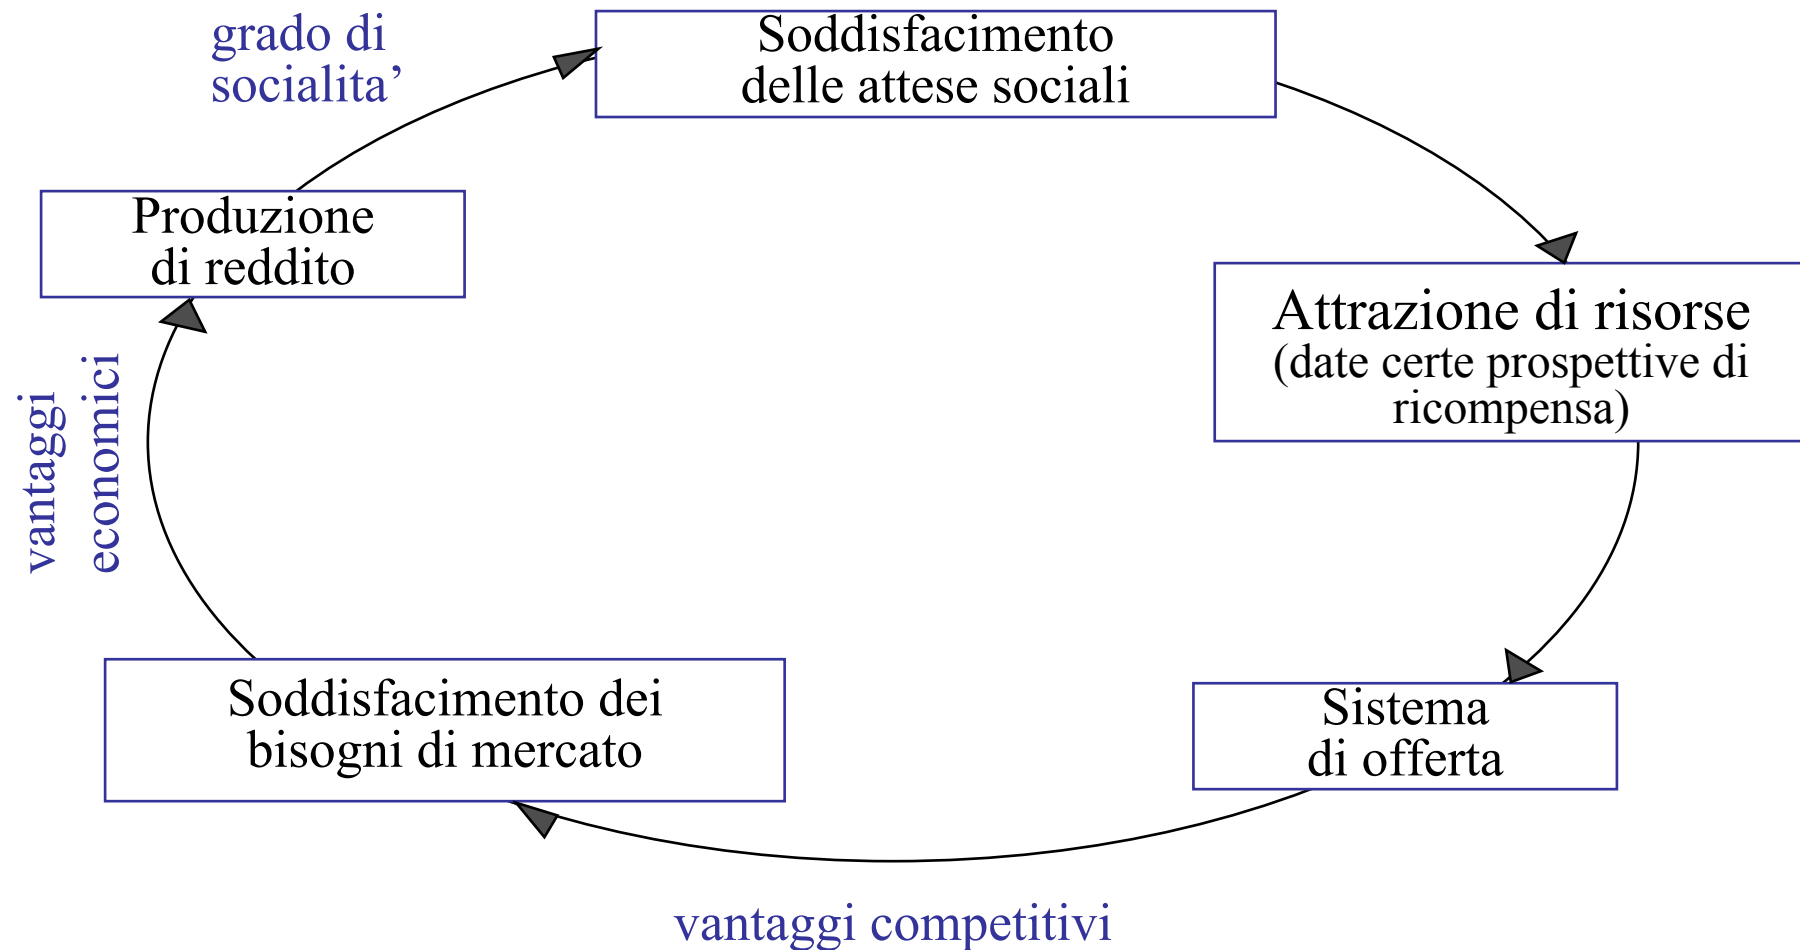 grado di
socialita’
Soddisfacimento
delle attese sociali
Produzione
di reddito
Attrazione di risorse
(date certe prospettive di
ricompensa)
vantaggi
economici
Soddisfacimento dei
bisogni di mercato
Sistema
di offerta
vantaggi competitivi